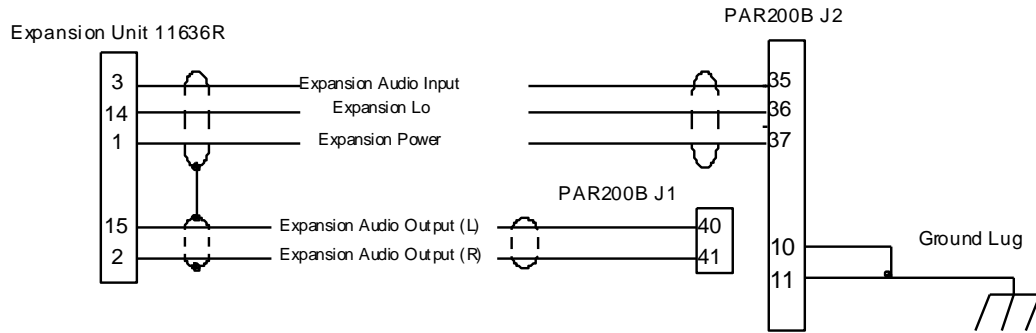 PAR200B J2
Expansion Unit 11636R
3 Expansion Audio Input 35
14 Expansion Lo 36
1 Expansion Power 37
PAR200B J1
15 Expansion Audio Output (L) 40
2 Expansion Audio Output (R) 41
10 Ground Lug
11